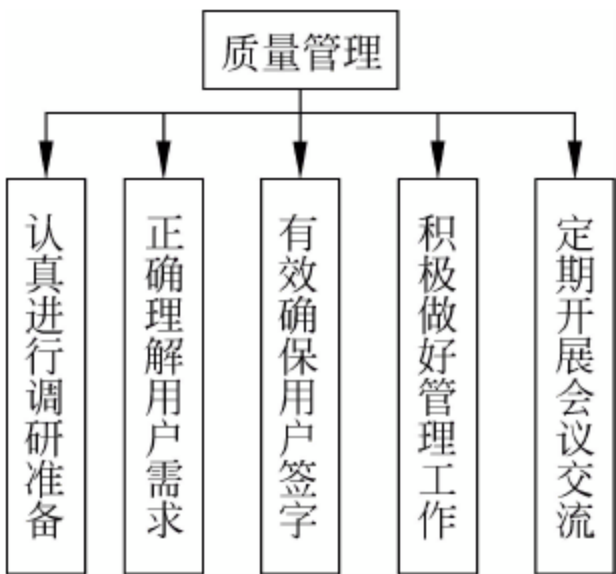 质量管理
认真进行调研准备
正确理解用户需求
有效确保用户签字
积极做好管理工作
定期开展会议交流